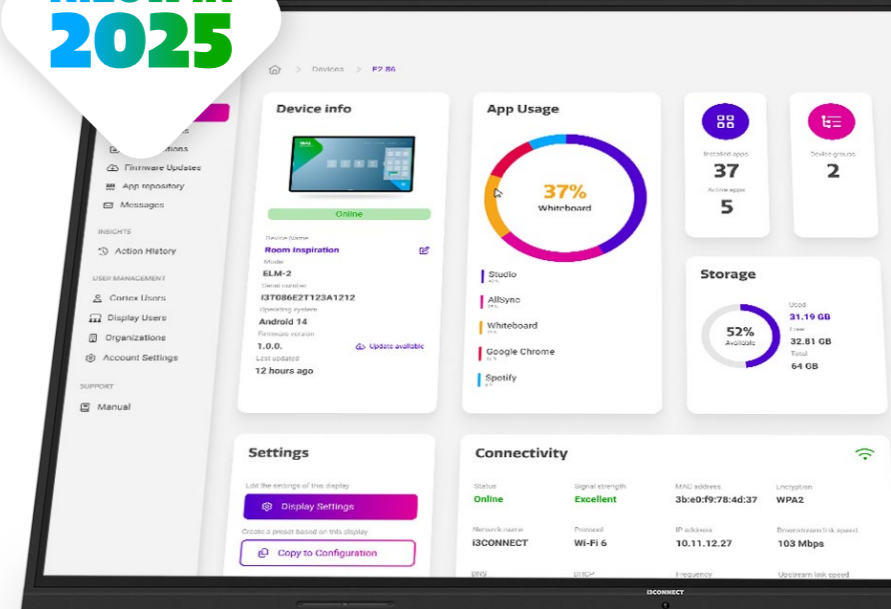 2025
Devices > E2 86
Firmware Updates
App repository
Messages
INSIGHTS
Action History
USER MANAGEMENT
Cortex Users
Display Users
Organizations
Account Settings
SUPPORT
Manual
Device info
Online
Device Name
Room Inspiration
Model
ELM-2
Serial number
I3T086E2T123A1212
Operating system
Android 14
Firmware version
1.0.0.
Update available
Last updated
12 hours ago
App Usage
37%
Whiteboard
Studio
AllSync
Whiteboard
Google Chrome
Spotify
Installed apps
37
Active apps
5
Device groups
2
Storage
52%
Available
Used
31.19 GB
Free
32.81 GB
Total
64 GB
Settings
Edit the settings of this display
Display Settings
Create a preset based on this display
Copy to Configuration
Connectivity
Status
Online
Signal strength
Excellent
MAC address
3b:e0:f9:78:4d:37
Encryption
WPA2
Network name
i3CONNECT
Protocol
Wi-Fi 6
IP address
10.11.12.27
Downstream link speed
103 Mbps
DNS
DHCP
Frequency
Upstream link speed
i3CONNECT